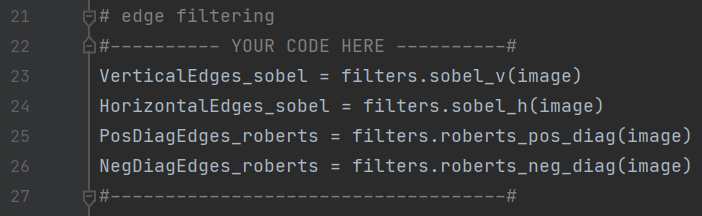 21 # edge filtering
22 #---------- YOUR CODE HERE ----------#
23 VerticalEdges_sobel = filters.sobel_v(image)
24 HorizontalEdges_sobel = filters.sobel_h(image)
25 PosDiagEdges_roberts = filters.roberts_pos_diag(image)
26 NegDiagEdges_roberts = filters.roberts_neg_diag(image)
27 #------------------------------------#